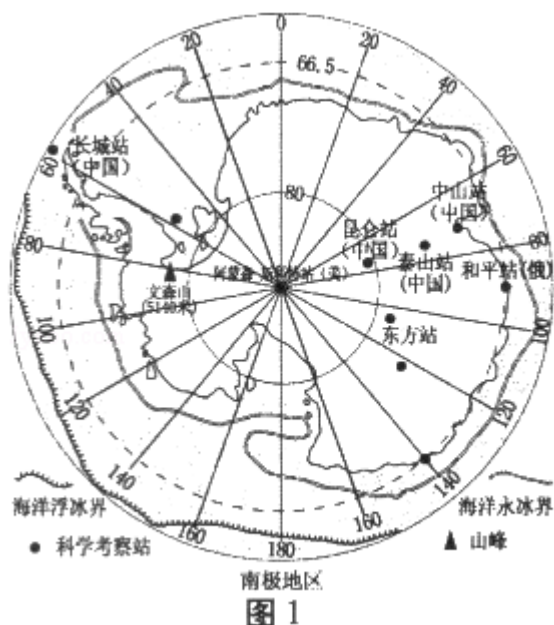 0
20
20
66.5
40
40
60
60
长城站
(中国)
中山站
(中国)
80
昆仑站
(中国)
80
80
泰山站
(中国)
和平站(俄)
文森山
5140米
东方站
100
100
120
120
140
140
160
160
180
海洋浮冰界
海洋永冰界
科学考察站
山峰
南极地区
图 1